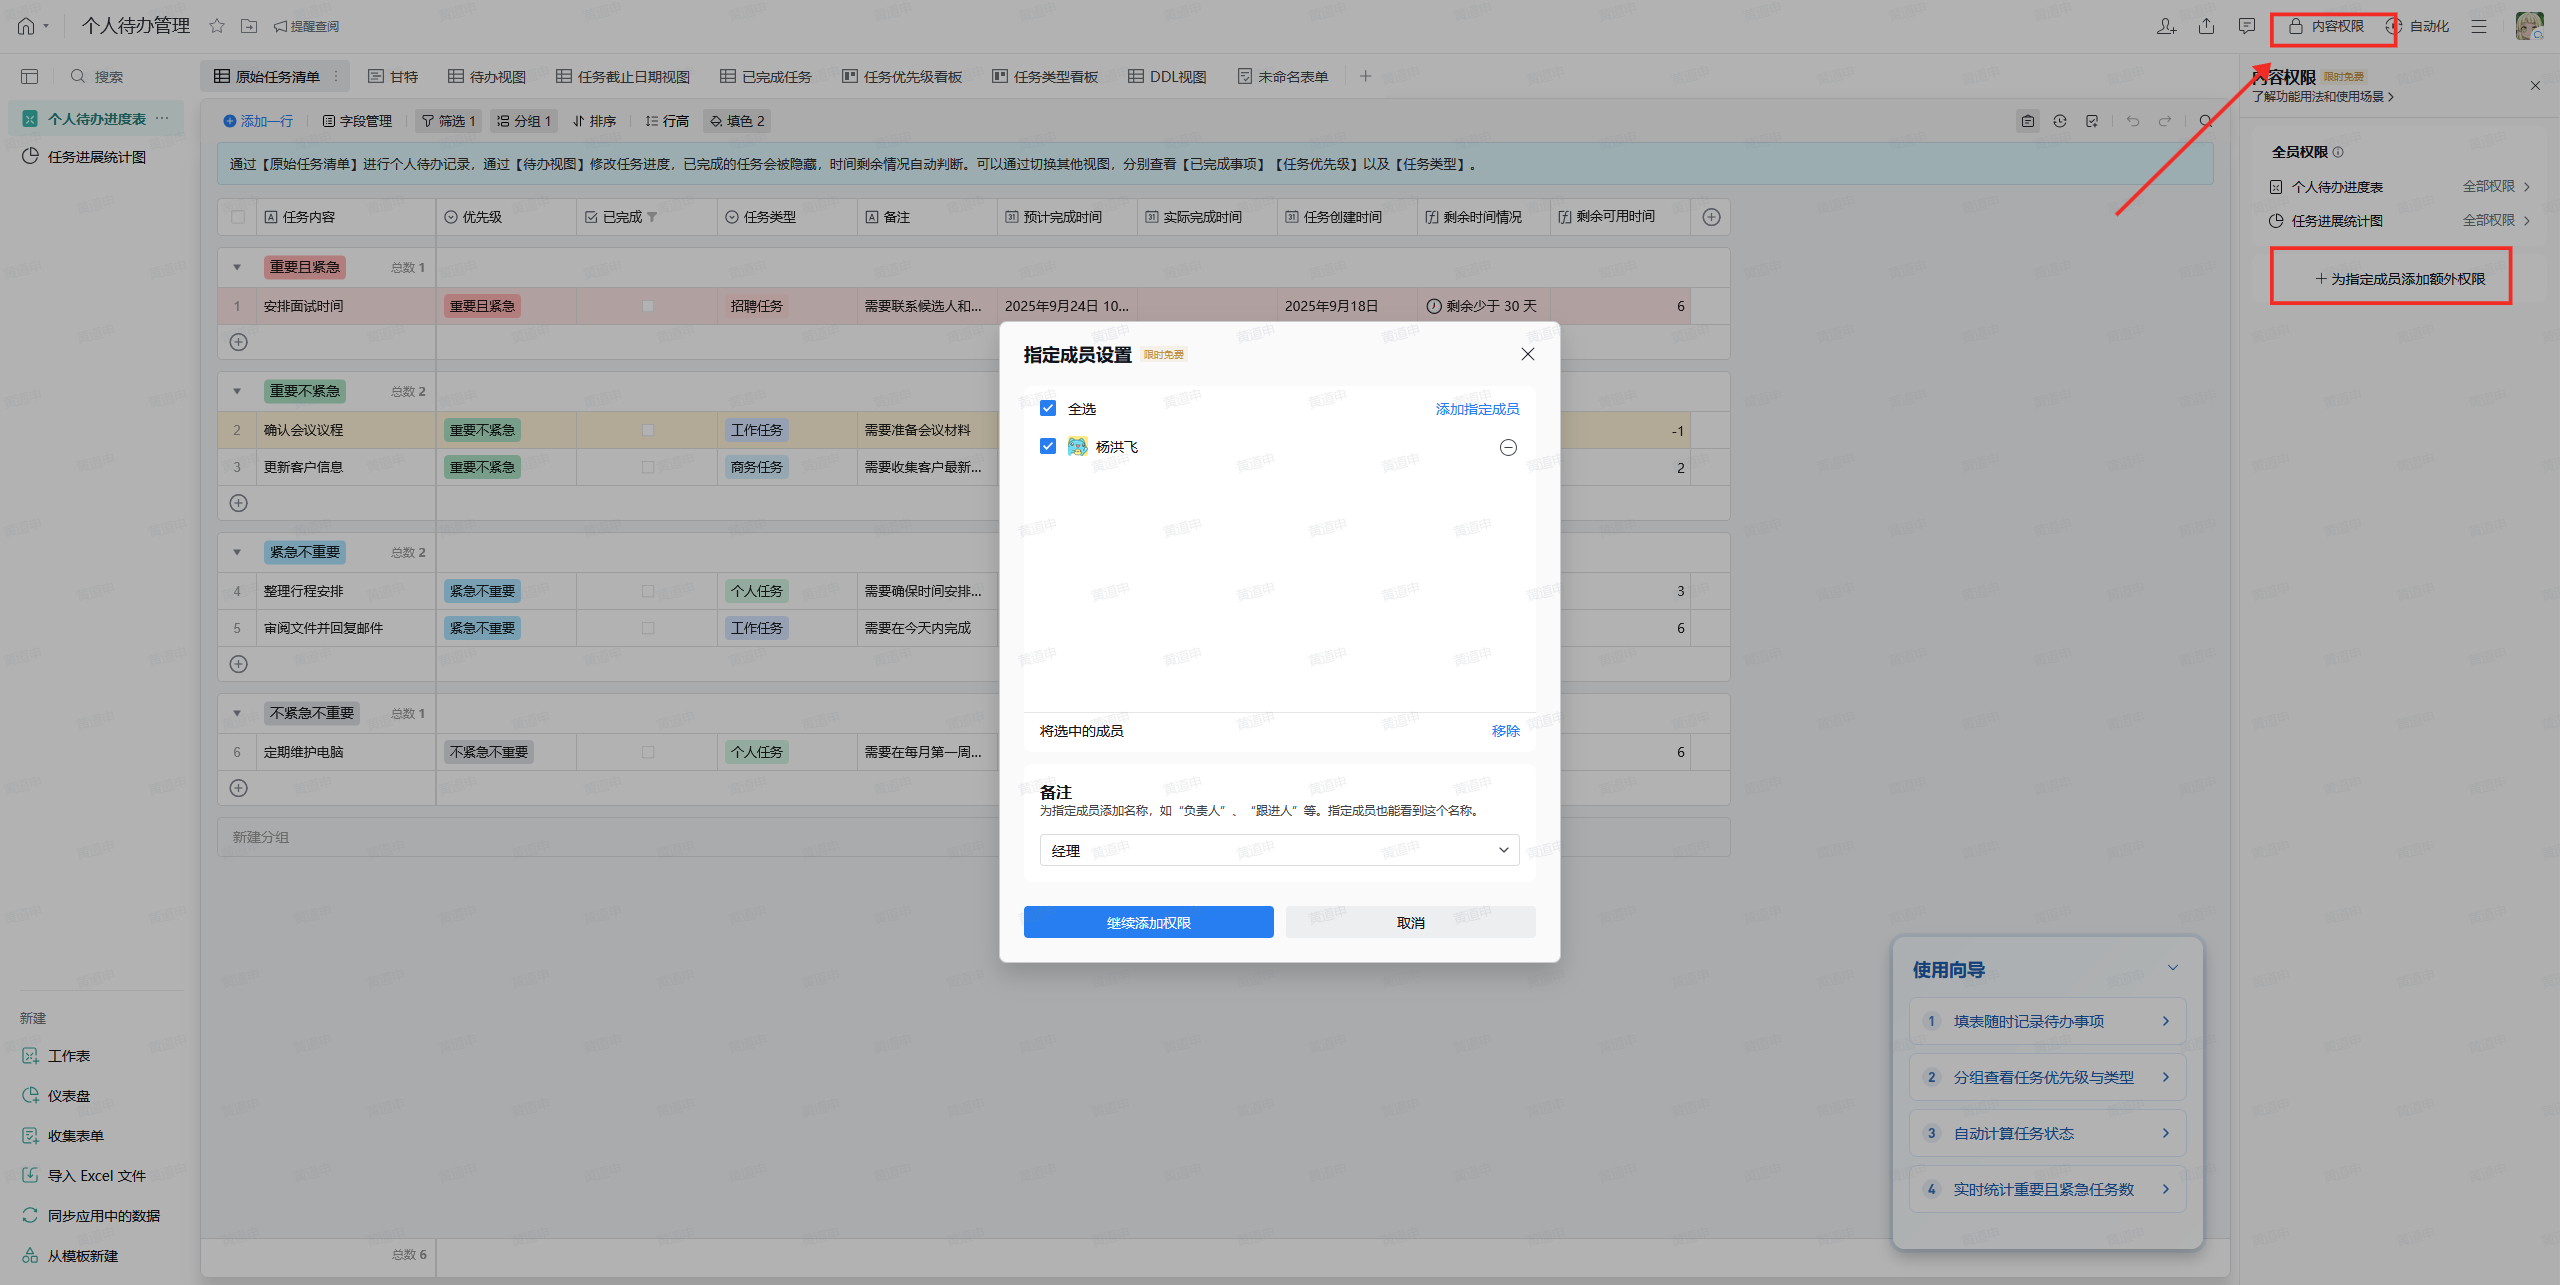 个人待办管理
提醒查阅
内容权限
自动化
搜索
原始任务清单
甘特
待办视图
任务截止日期视图
已完成任务
任务优先级看板
任务类型看板
DDL视图
未命名表单
个人待办进度表
任务进展统计图
添加一行
字段管理
筛选 1
分组 1
排序
行高
填色 2
通过【原始任务清单】进行个人待办记录，通过【待办视图】修改任务进度，已完成的任务会被隐藏，时间剩余情况自动判断。可以通过切换其他视图，分别查看【已完成事项】【任务优先级】以及【任务类型】。
任务内容 优先级 已完成 任务类型 备注 预计完成时间 实际完成时间 任务创建时间 剩余时间情况 剩余可用时间
重要且紧急 总数 1
1 安排面试时间 重要且紧急 招聘任务 需要联系候选人和... 2025年9月24日 10... 2025年9月18日 剩余少于 30 天 6
重要不紧急 总数 2
2 确认会议议程 重要不紧急 工作任务 需要准备会议材料 -1
3 更新客户信息 重要不紧急 商务任务 需要收集客户最新... 2
紧急不重要 总数 2
4 整理行程安排 紧急不重要 个人任务 需要确保时间安排... 3
5 审阅文件并回复邮件 紧急不重要 工作任务 需要在今天内完成 6
不紧急不重要 总数 1
6 定期维护电脑 不紧急不重要 个人任务 需要在每月第一周... 6
新建分组
总数 6
新建
工作表
仪表盘
收集表单
导入 Excel 文件
同步应用中的数据
从模板新建
指定成员设置 限时免费
全选
添加指定成员
杨洪飞
将选中的成员
移除
备注
为指定成员添加名称，如“负责人”、“跟进人”等。指定成员也能看到这个名称。
经理
继续添加权限
取消
内容权限 限时免费
了解功能用法和使用场景
全员权限
个人待办进度表 全部权限
任务进展统计图 全部权限
为指定成员添加额外权限
使用向导
1 填表随时记录待办事项
2 分组查看任务优先级与类型
3 自动计算任务状态
4 实时统计重要且紧急任务数
黄道申